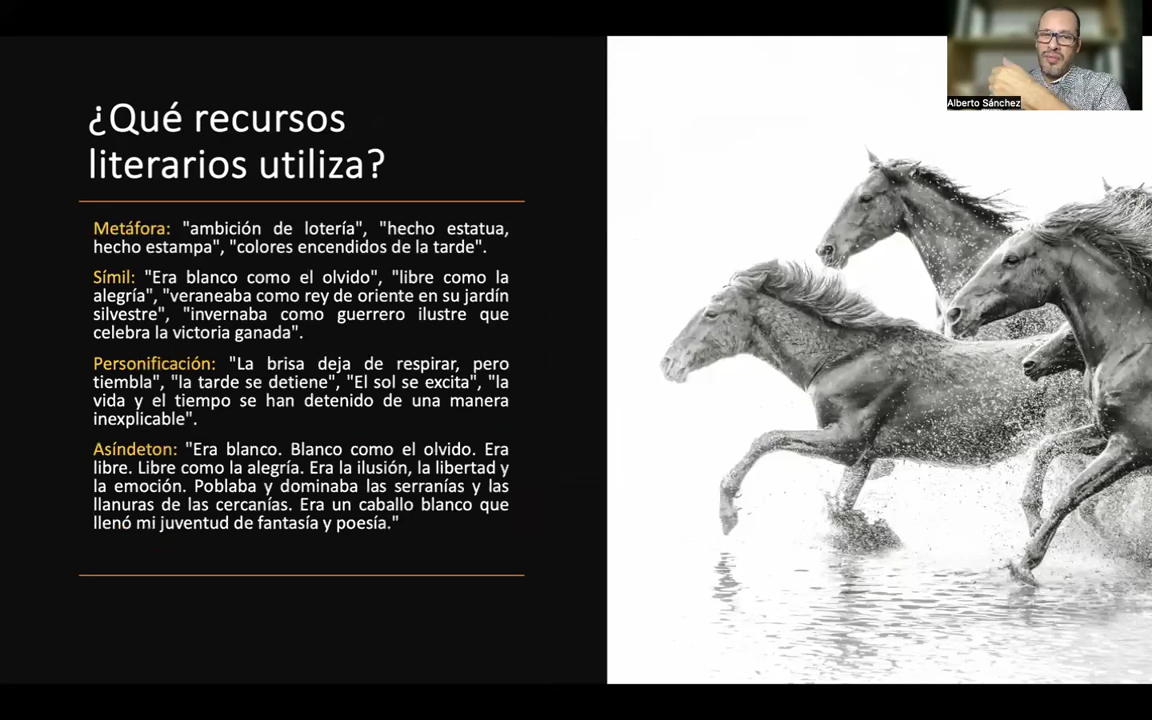 ¿Qué recursos
literarios utiliza?
Metáfora: "ambición de lotería", "hecho estatua,
hecho estampa", "colores encendidos de la tarde".
Símil: "Era blanco como el olvido", "libre como la
alegría", "veraneaba como rey de oriente en su jardín
silvestre", "invernaba como guerrero ilustre que
celebra la victoria ganada".
Personificación: "La brisa deja de respirar, pero
tiembla", "la tarde se detiene", "El sol se excita", "la
vida y el tiempo se han detenido de una manera
inexplicable".
Asíndeton: "Era blanco. Blanco como el olvido. Era
libre. Libre como la alegría. Era la ilusión, la libertad y
la emoción. Poblaba y dominaba las serranías y las
llanuras de las cercanías. Era un caballo blanco que
llenó mi juventud de fantasía y poesía."
Alberto Sánchez